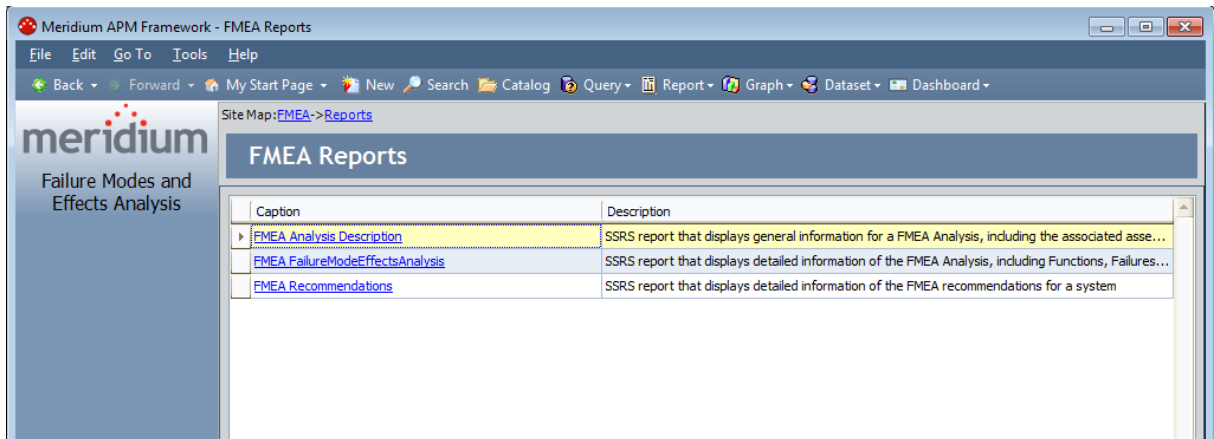 Meridium APM Framework - FMEA Reports
File Edit Go To Tools Help
Back Forward My Start Page New Search Catalog Query Report Graph Dataset Dashboard
Site Map:FMEA->Reports
meridium
FMEA Reports
Failure Modes and
Effects Analysis
Caption Description
FMEA Analysis Description SSRS report that displays general information for a FMEA Analysis, including the associated asse...
FMEA FailureModeEffectsAnalysis SSRS report that displays detailed information of the FMEA Analysis, including Functions, Failures...
FMEA Recommendations SSRS report that displays detailed information of the FMEA recommendations for a system